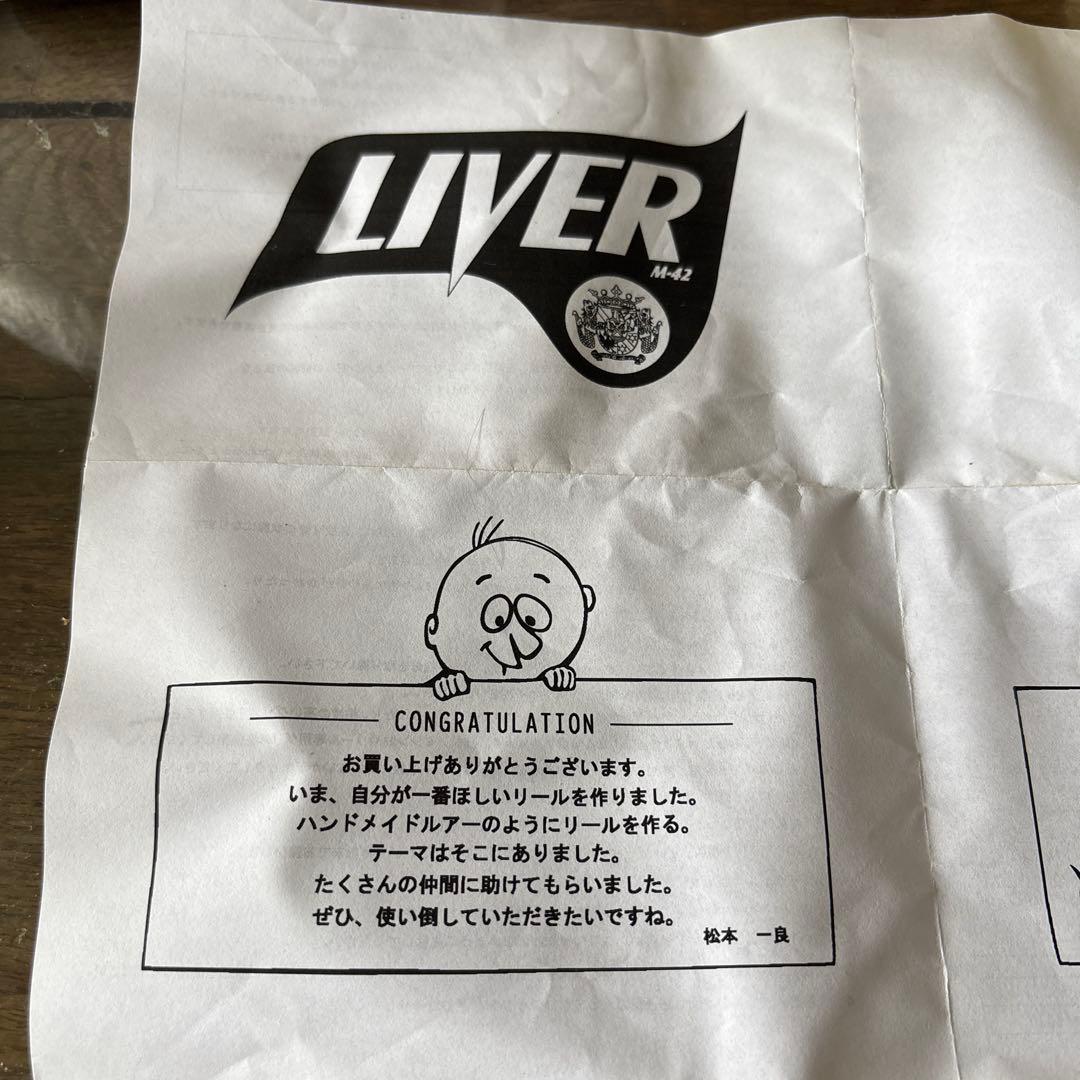 LIVER
M-42
CONGRATULATION
お買い上げありがとうございます。
いま、自分が一番ほしいリールを作りました。
ハンドメイドルアーのようにリールを作る。
テーマはそこにありました。
たくさんの仲間に助けてもらいました。
ぜひ、使い倒していただきたいですね。
松本　一良